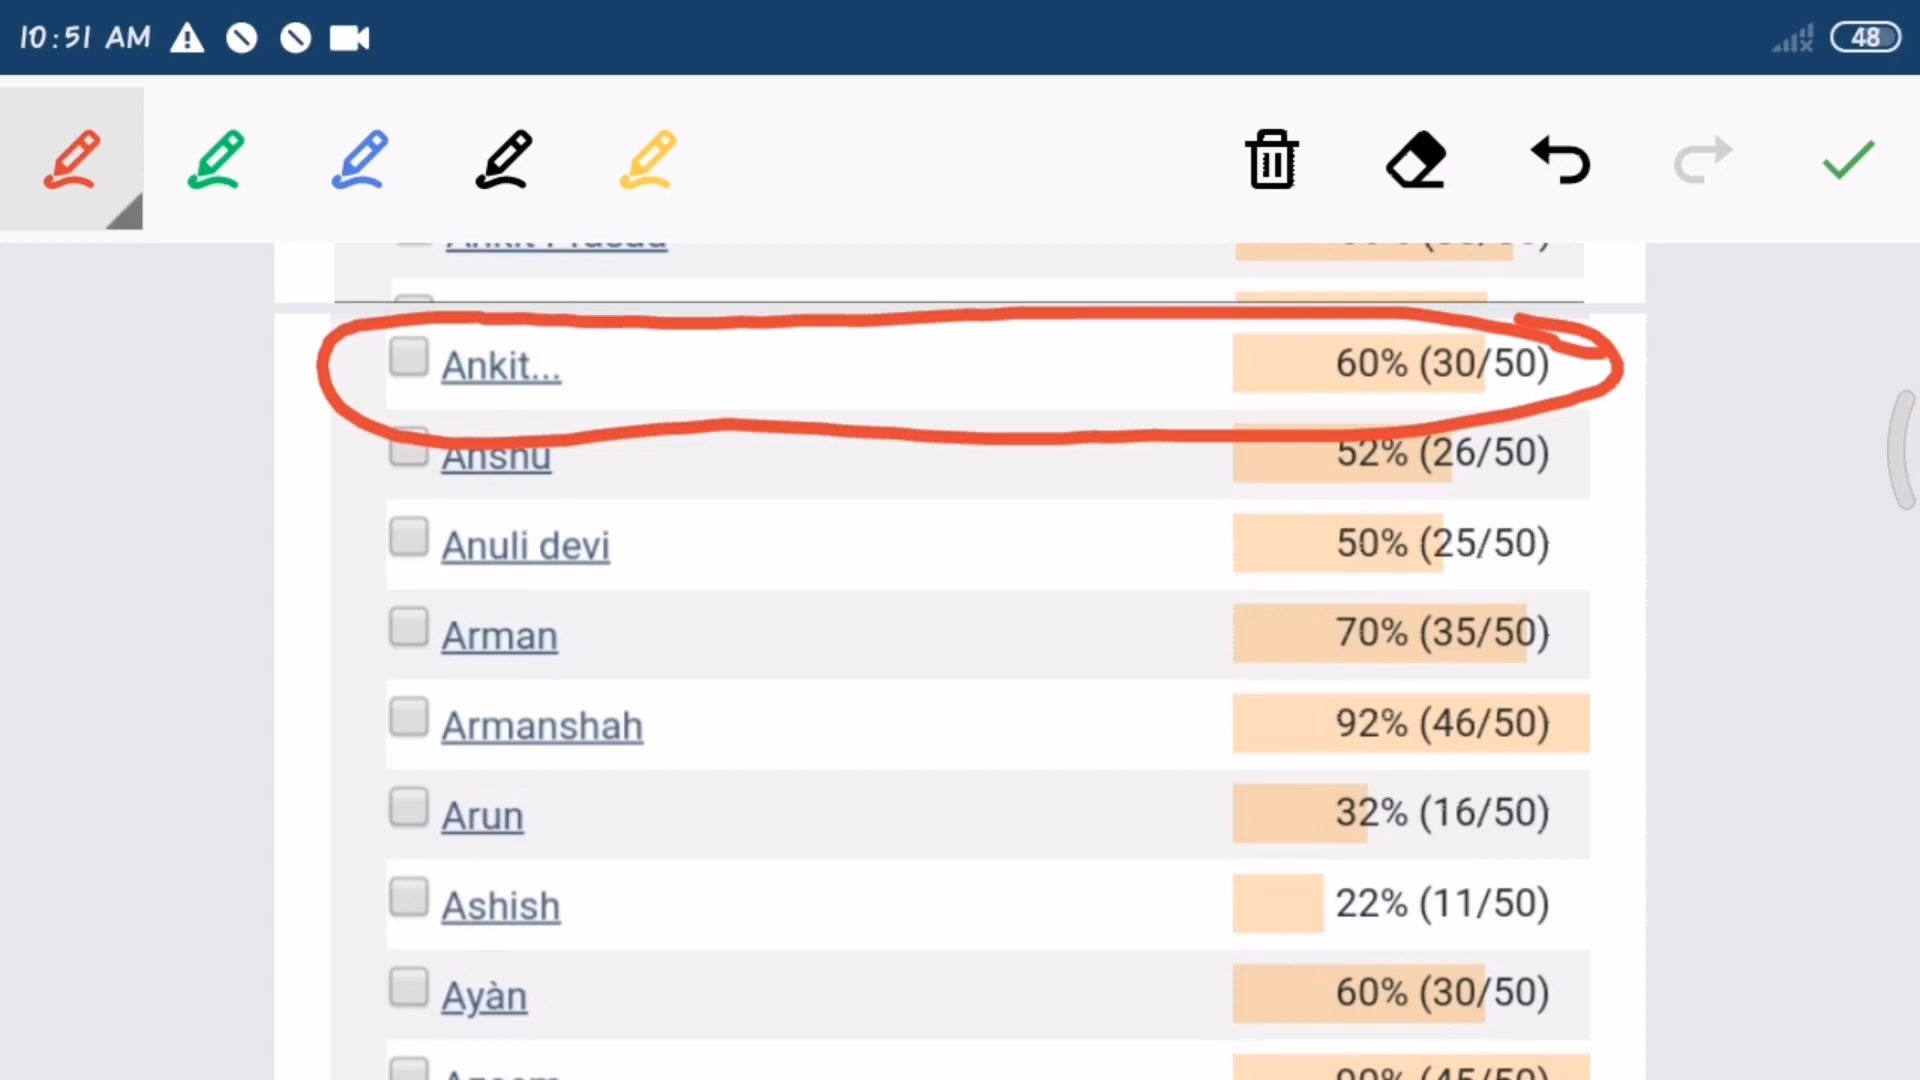 10:51 AM 48
Ankit... 60% (30/50)
Anshu 52% (26/50)
Anuli devi 50% (25/50)
Arman 70% (35/50)
Armanshah 92% (46/50)
Arun 32% (16/50)
Ashish 22% (11/50)
Ayàn 60% (30/50)